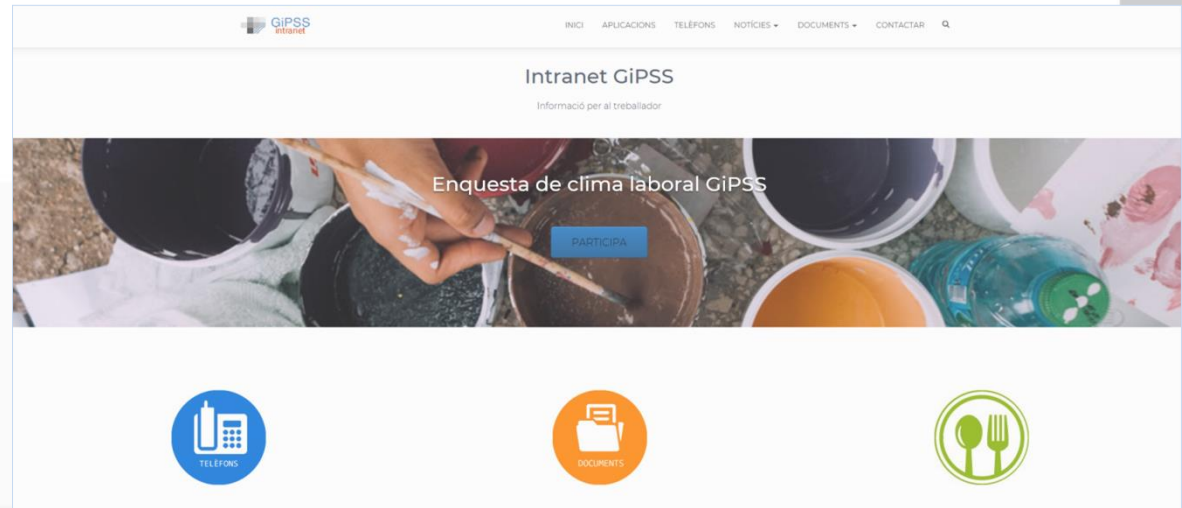 GiPSS
intranet
INICI APLICACIONS TELÈFONS NOTÍCIES DOCUMENTS CONTACTAR
Intranet GiPSS
Informació per al treballador
Enquesta de clima laboral GiPSS
PARTICIPA
TELÈFONS
DOCUMENTS